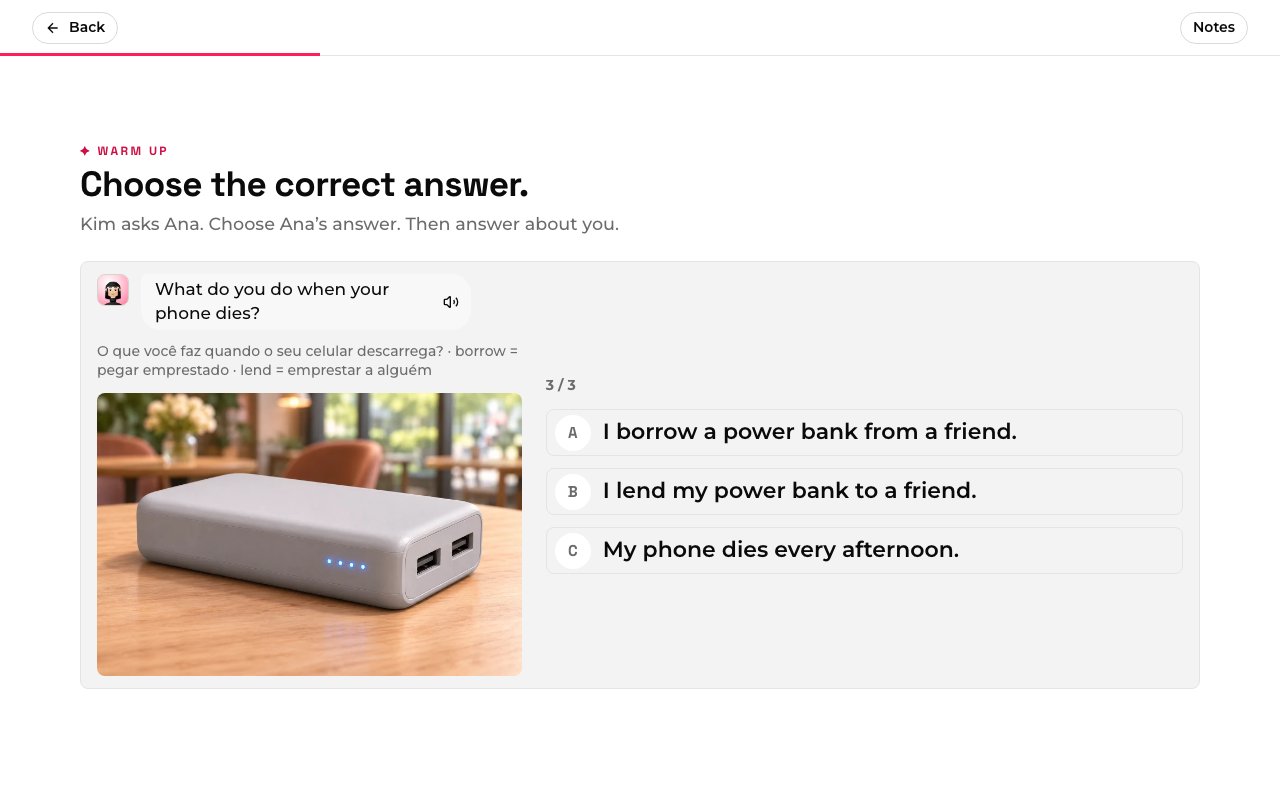 Back
Notes
WARM UP
Choose the correct answer.
Kim asks Ana. Choose Ana’s answer. Then answer about you.
What do you do when your
phone dies?
O que você faz quando o seu celular descarrega? · borrow =
pegar emprestado · lend = emprestar a alguém
3 / 3
A I borrow a power bank from a friend.
B I lend my power bank to a friend.
C My phone dies every afternoon.